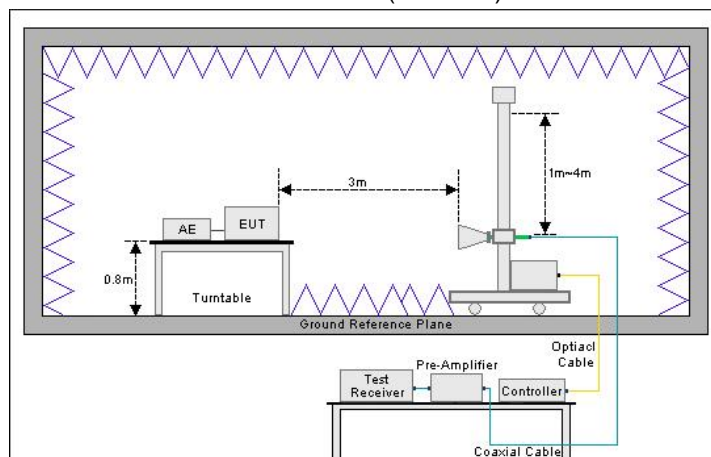 3m
1m~4m
AE
EUT
0.8m
Turntable
Ground Reference Plane
Optiacl
Cable
Pre-Amplifier
Test
Receiver
Controller
Coaxial Cable